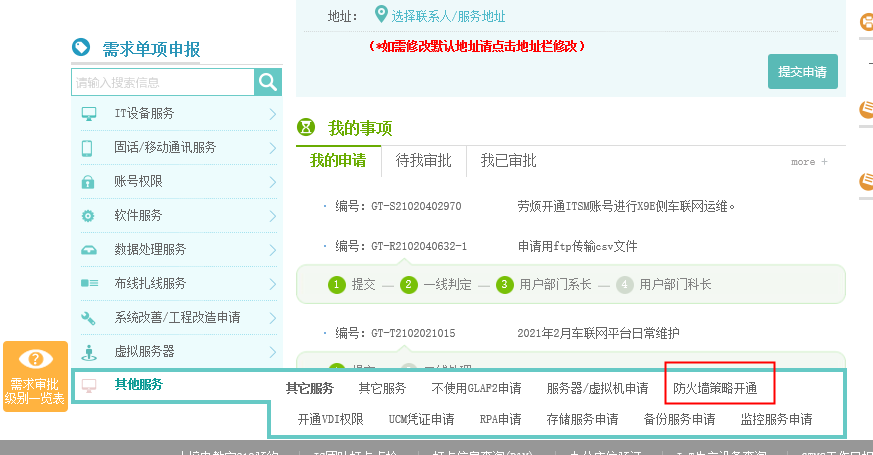 地址： 选择联系人/服务地址
（*如需修改默认地址请点击地址栏修改）
提交申请
需求单项申报
请输入搜索信息
IT设备服务
固话/移动通讯服务
账号权限
软件服务
数据处理服务
布线扎线服务
系统改善/工程改造申请
虚拟服务器
其他服务
需求审批
级别一览表
我的事项
我的申请 待我审批 我已审批 more +
· 编号：GT-S21020402970 劳烦开通ITSM账号进行X9E侧车联网运维。
· 编号：GT-R2102040632-1 申请用ftp传输csv文件
1 提交 — 2 一线判定 — 3 用户部门系长 — 4 用户部门科长
· 编号：GT-T2102021015 2021年2月车联网平台日常维护
其它服务 其它服务 不使用GLAP2申请 服务器/虚拟机申请 防火墙策略开通
开通VDI权限 UCM凭证申请 RPA申请 存储服务申请 备份服务申请 监控服务申请